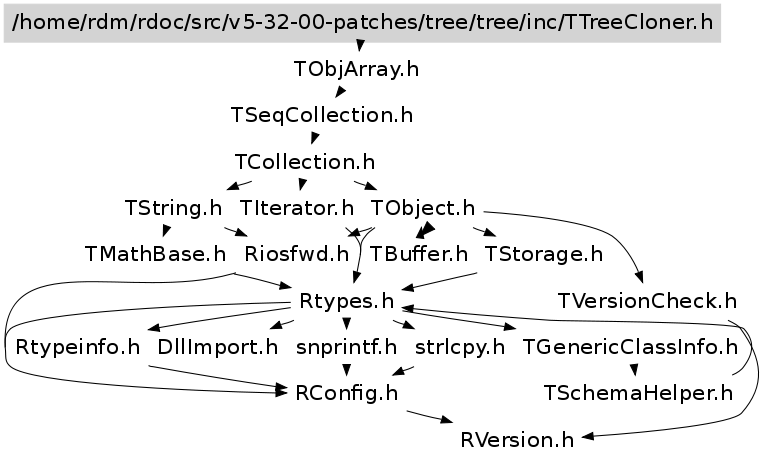 /home/rdm/rdoc/src/v5-32-00-patches/tree/tree/inc/TTreeCloner.h
TObjArray.h
TSeqCollection.h
TCollection.h
TString.h TIterator.h TObject.h
TMathBase.h Riosfwd.h TBuffer.h TStorage.h
Rtypes.h TVersionCheck.h
Rtypeinfo.h DllImport.h snprintf.h strlcpy.h TGenericClassInfo.h
RConfig.h TSchemaHelper.h
RVersion.h